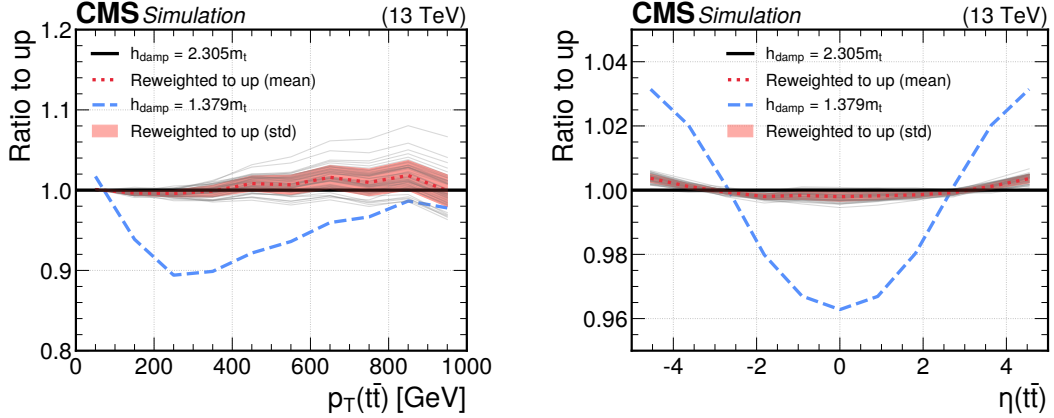 CMS Simulation (13 TeV)
Ratio to up
1.2
1.1
1.0
0.9
0.8
h_damp = 2.305m_t
Reweighted to up (mean)
h_damp = 1.379m_t
Reweighted to up (std)
0 200 400 600 800 1000
p_T(tt̄) [GeV]
CMS Simulation (13 TeV)
Ratio to up
1.04
1.02
1.00
0.98
0.96
h_damp = 2.305m_t
Reweighted to up (mean)
h_damp = 1.379m_t
Reweighted to up (std)
-4 -2 0 2 4
η(tt̄)